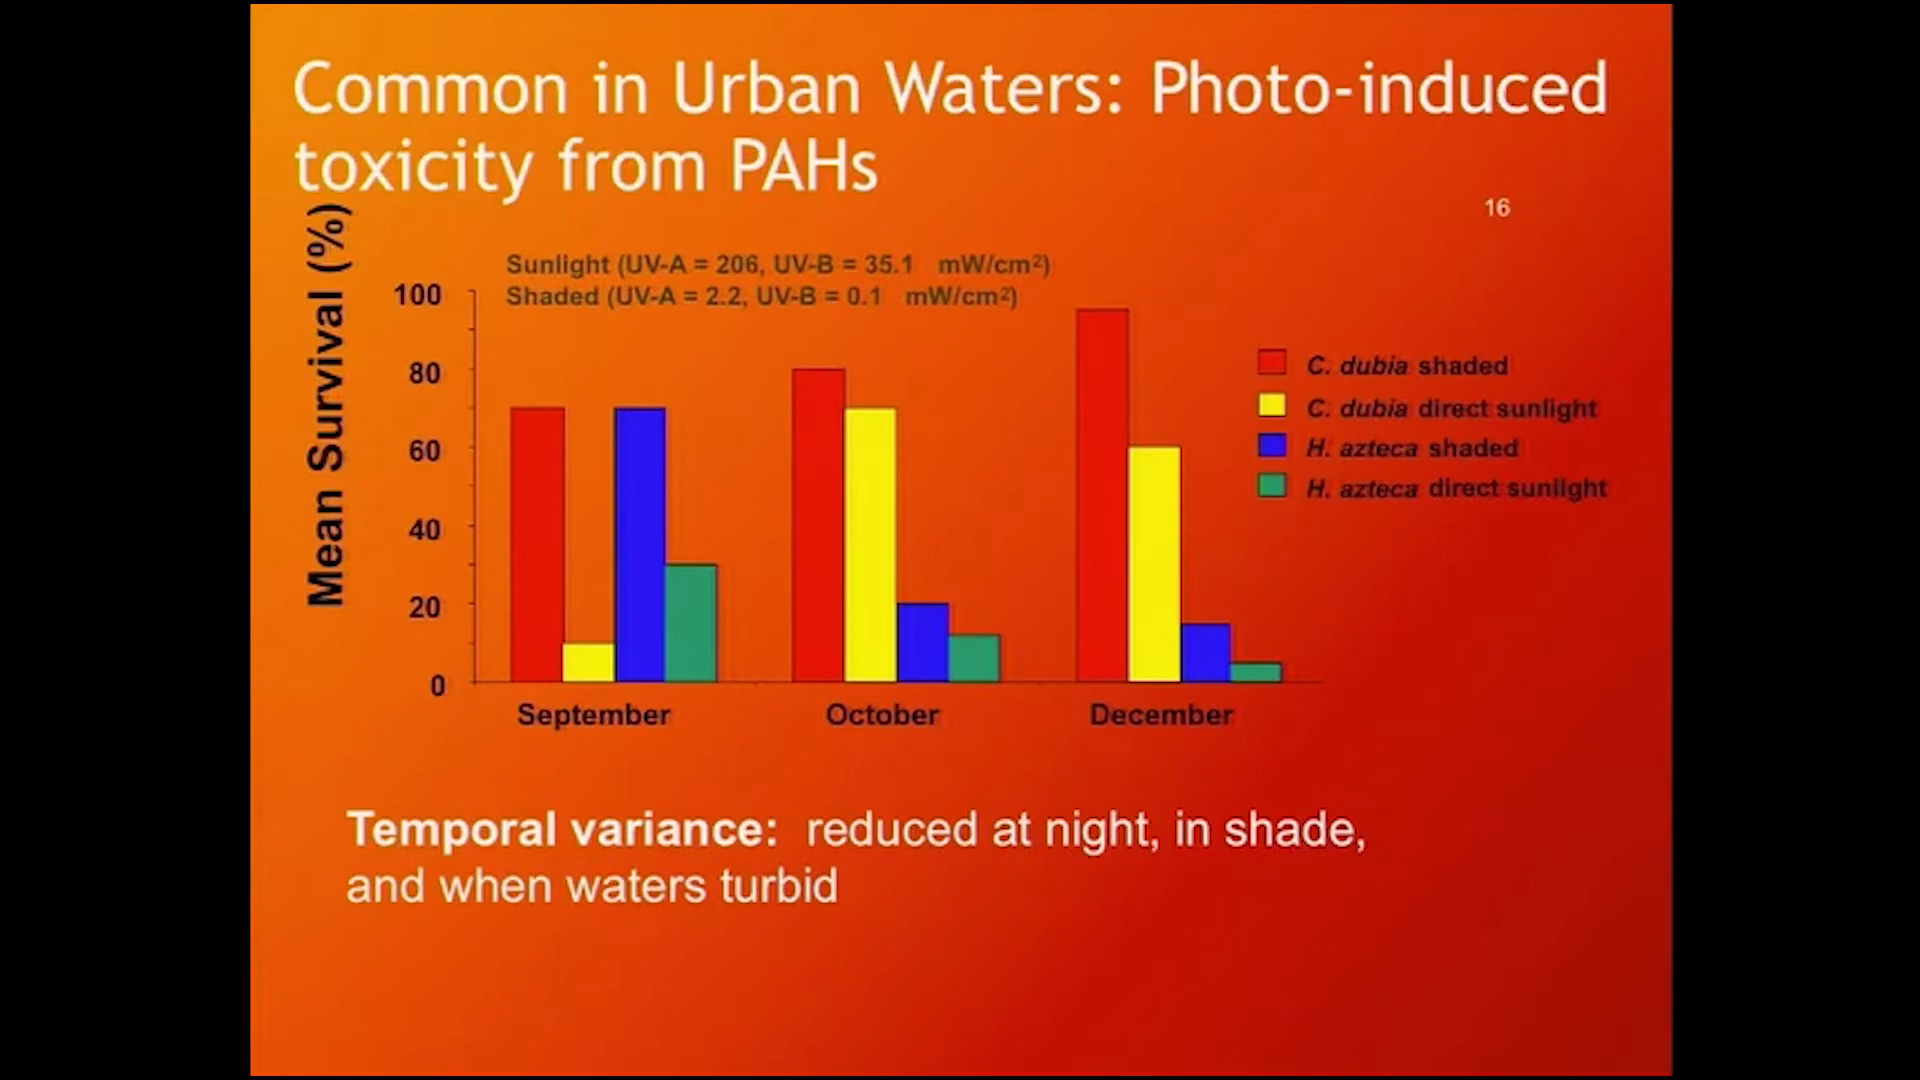 Common in Urban Waters: Photo-induced
toxicity from PAHs
16
Mean Survival (%)
Sunlight (UV-A = 206, UV-B = 35.1 mW/cm²)
Shaded (UV-A = 2.2, UV-B = 0.1 mW/cm²)
100
80
60
40
20
0
September
October
December
C. dubia shaded
C. dubia direct sunlight
H. azteca shaded
H. azteca direct sunlight
Temporal variance: reduced at night, in shade,
and when waters turbid